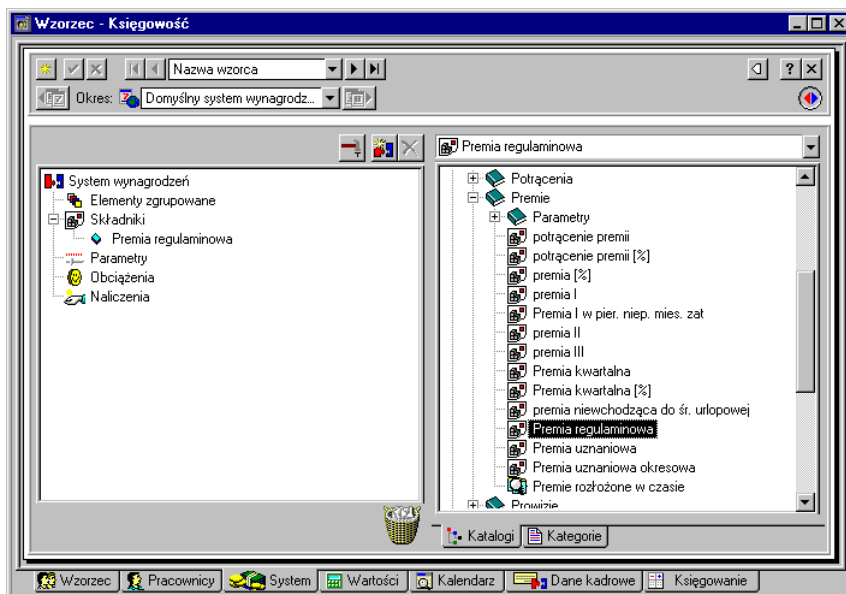 Wzorzec - Księgowość
Nazwa wzorca
Okres: Domyślny system wynagrodz...
Premia regulaminowa
System wynagrodzeń
Elementy zgrupowane
Składniki
Premia regulaminowa
Parametry
Obciążenia
Naliczenia
Potrącenia
Premie
Parametry
potrącenie premii
potrącenie premii [%]
premia [%]
premia I
Premia I w pier. niep. mies. zat
premia II
premia III
Premia kwartalna
Premia kwartalna [%]
premia niewchodząca do śr. urlopowej
Premia regulaminowa
Premia uznaniowa
Premia uznaniowa okresowa
Premie rozłożone w czasie
Prowizje
Katalogi Kategorie
Wzorzec Pracownicy System Wartości Kalendarz Dane kadrowe Księgowanie